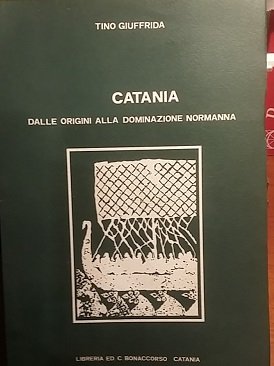 TINO GIUFFRIDA
CATANIA
DALLE ORIGINI ALLA DOMINAZIONE NORMANNA
LIBRERIA ED. C. BONACCORSO CATANIA